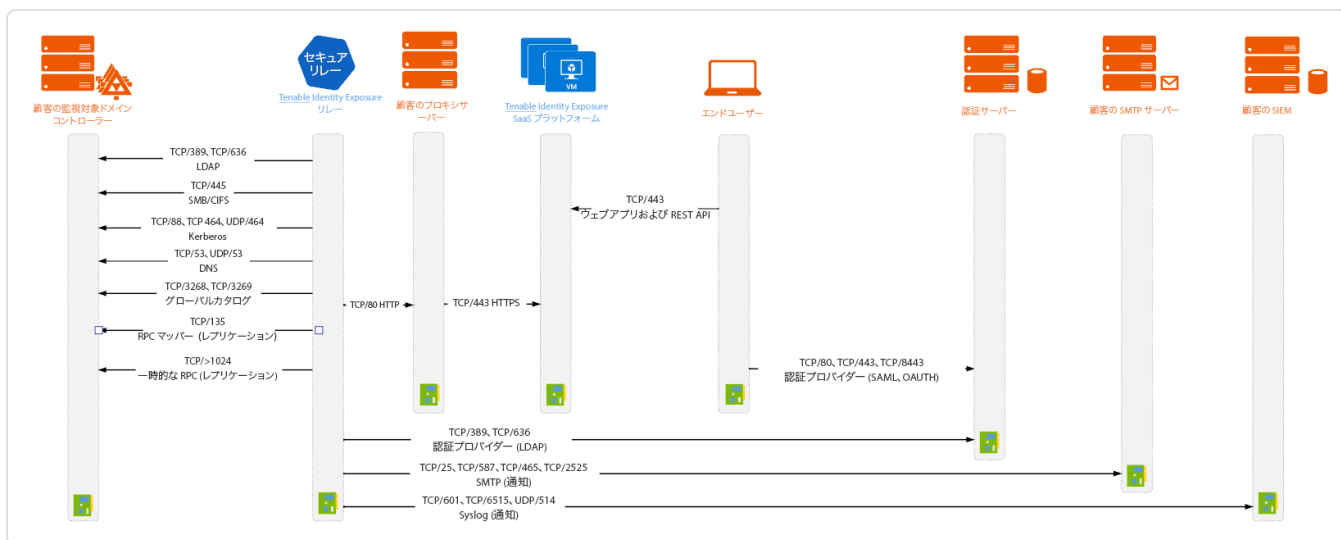 セキュア
リレー
VM
顧客の監視対象ドメイン
コントローラー
Tenable Identity Exposure
リレー
顧客のプロキシサ
ーバー
Tenable Identity Exposure
SaaS プラットフォーム
エンドユーザー
認証サーバー
顧客の SMTP サーバー
顧客の SIEM
TCP/389、TCP/636
LDAP
TCP/445
SMB/CIFS
TCP/88、TCP 464、UDP/464
Kerberos
TCP/53、UDP/53
DNS
TCP/3268、TCP/3269
グローバルカタログ
TCP/135
RPC マッパー (レプリケーション)
TCP/>1024
一時的な RPC (レプリケーション)
TCP/80 HTTP
TCP/443 HTTPS
TCP/443
ウェブアプリおよび REST API
TCP/80、TCP/443、TCP/8443
認証プロバイダー (SAML、OAUTH)
TCP/389、TCP/636
認証プロバイダー (LDAP)
TCP/25、TCP/587、TCP/465、TCP/2525
SMTP (通知)
TCP/601、TCP/6515、UDP/514
Syslog (通知)